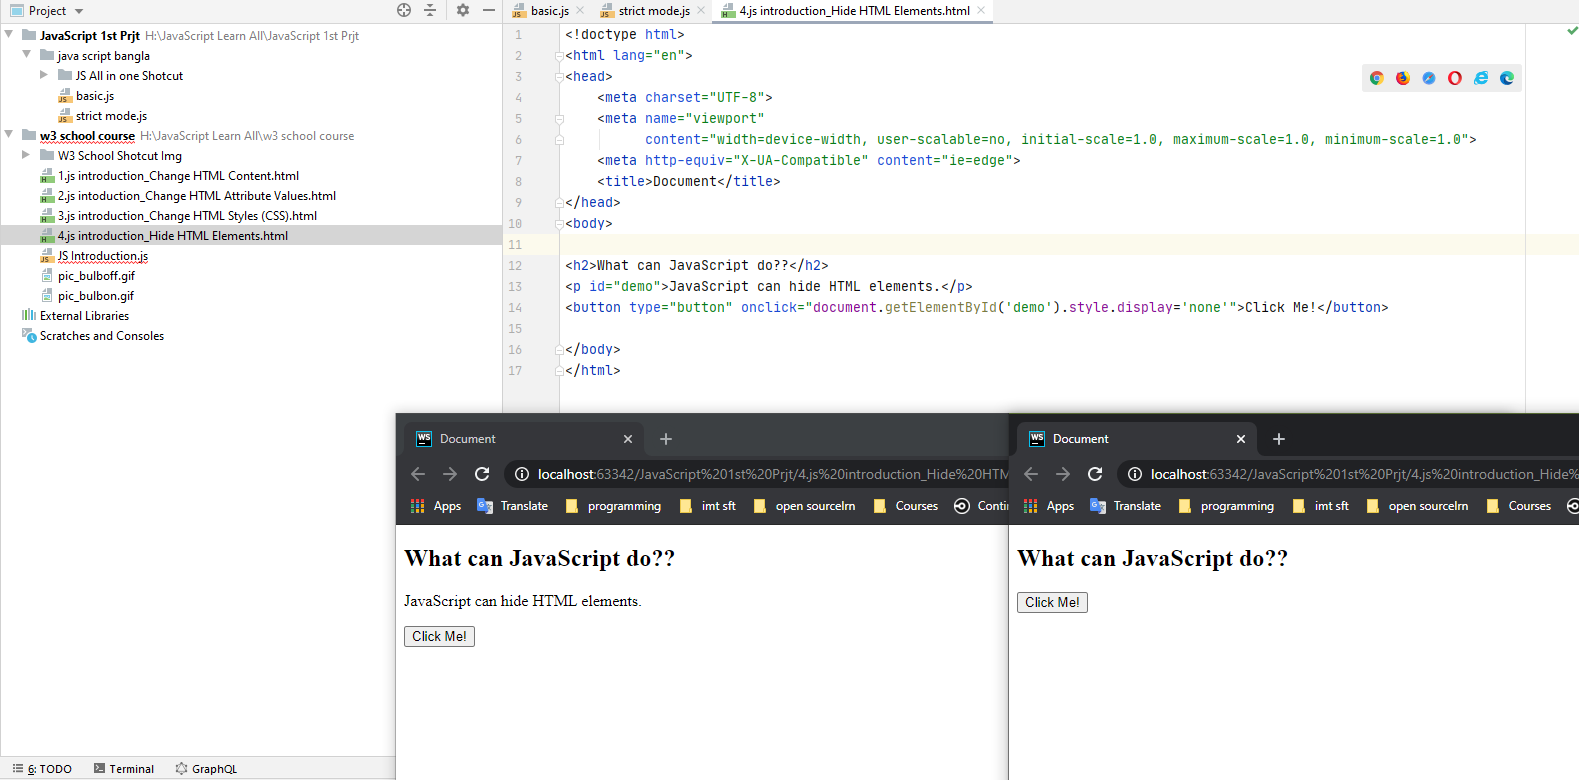 Project
JavaScript 1st Prjt H:\JavaScript Learn All\JavaScript 1st Prjt
java script bangla
JS All in one Shotcut
basic.js
strict mode.js
w3 school course H:\JavaScript Learn All\w3 school course
W3 School Shotcut Img
1.js introduction_Change HTML Content.html
2.js intoduction_Change HTML Attribute Values.html
3.js introduction_Change HTML Styles (CSS).html
4.js introduction_Hide HTML Elements.html
JS Introduction.js
pic_bulboff.gif
pic_bulbon.gif
External Libraries
Scratches and Consoles
basic.js strict mode.js 4.js introduction_Hide HTML Elements.html
1 <!doctype html>
2 <html lang="en">
3 <head>
4 <meta charset="UTF-8">
5 <meta name="viewport"
6 content="width=device-width, user-scalable=no, initial-scale=1.0, maximum-scale=1.0, minimum-scale=1.0">
7 <meta http-equiv="X-UA-Compatible" content="ie=edge">
8 <title>Document</title>
9 </head>
10 <body>
11
12 <h2>What can JavaScript do??</h2>
13 <p id="demo">JavaScript can hide HTML elements.</p>
14 <button type="button" onclick="document.getElementById('demo').style.display='none'">Click Me!</button>
15
16 </body>
17 </html>
WS Document
localhost:63342/JavaScript%201st%20Prjt/4.js%20introduction_Hide%20HTM
Apps Translate programming imt sft open sourcelrn Courses Conti
What can JavaScript do??
JavaScript can hide HTML elements.
Click Me!
WS Document
localhost:63342/JavaScript%201st%20Prjt/4.js%20introduction_Hide%
Apps Translate programming imt sft open sourcelrn Courses
What can JavaScript do??
Click Me!
6: TODO Terminal GraphQL